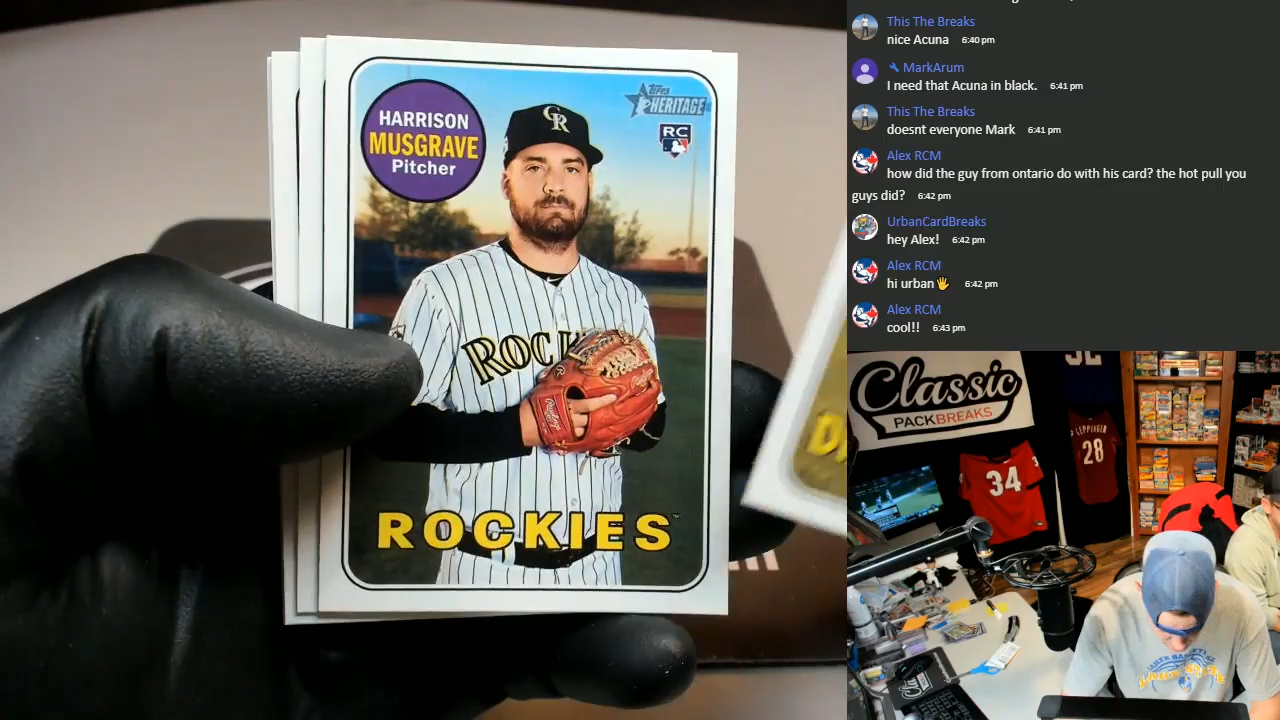 HARRISON
MUSGRAVE
Pitcher
Topps
HERITAGE
RC
CR
ROCKIES™
This The Breaks
nice Acuna 6:40 pm
MarkArum
I need that Acuna in black. 6:41 pm
This The Breaks
doesnt everyone Mark 6:41 pm
Alex RCM
how did the guy from ontario do with his card? the hot pull you
guys did? 6:42 pm
UrbanCardBreaks
hey Alex! 6:42 pm
Alex RCM
hi urban🖐 6:42 pm
Alex RCM
cool!! 6:43 pm
Classic
PACKBREAKS
34
LEPPINGER
28